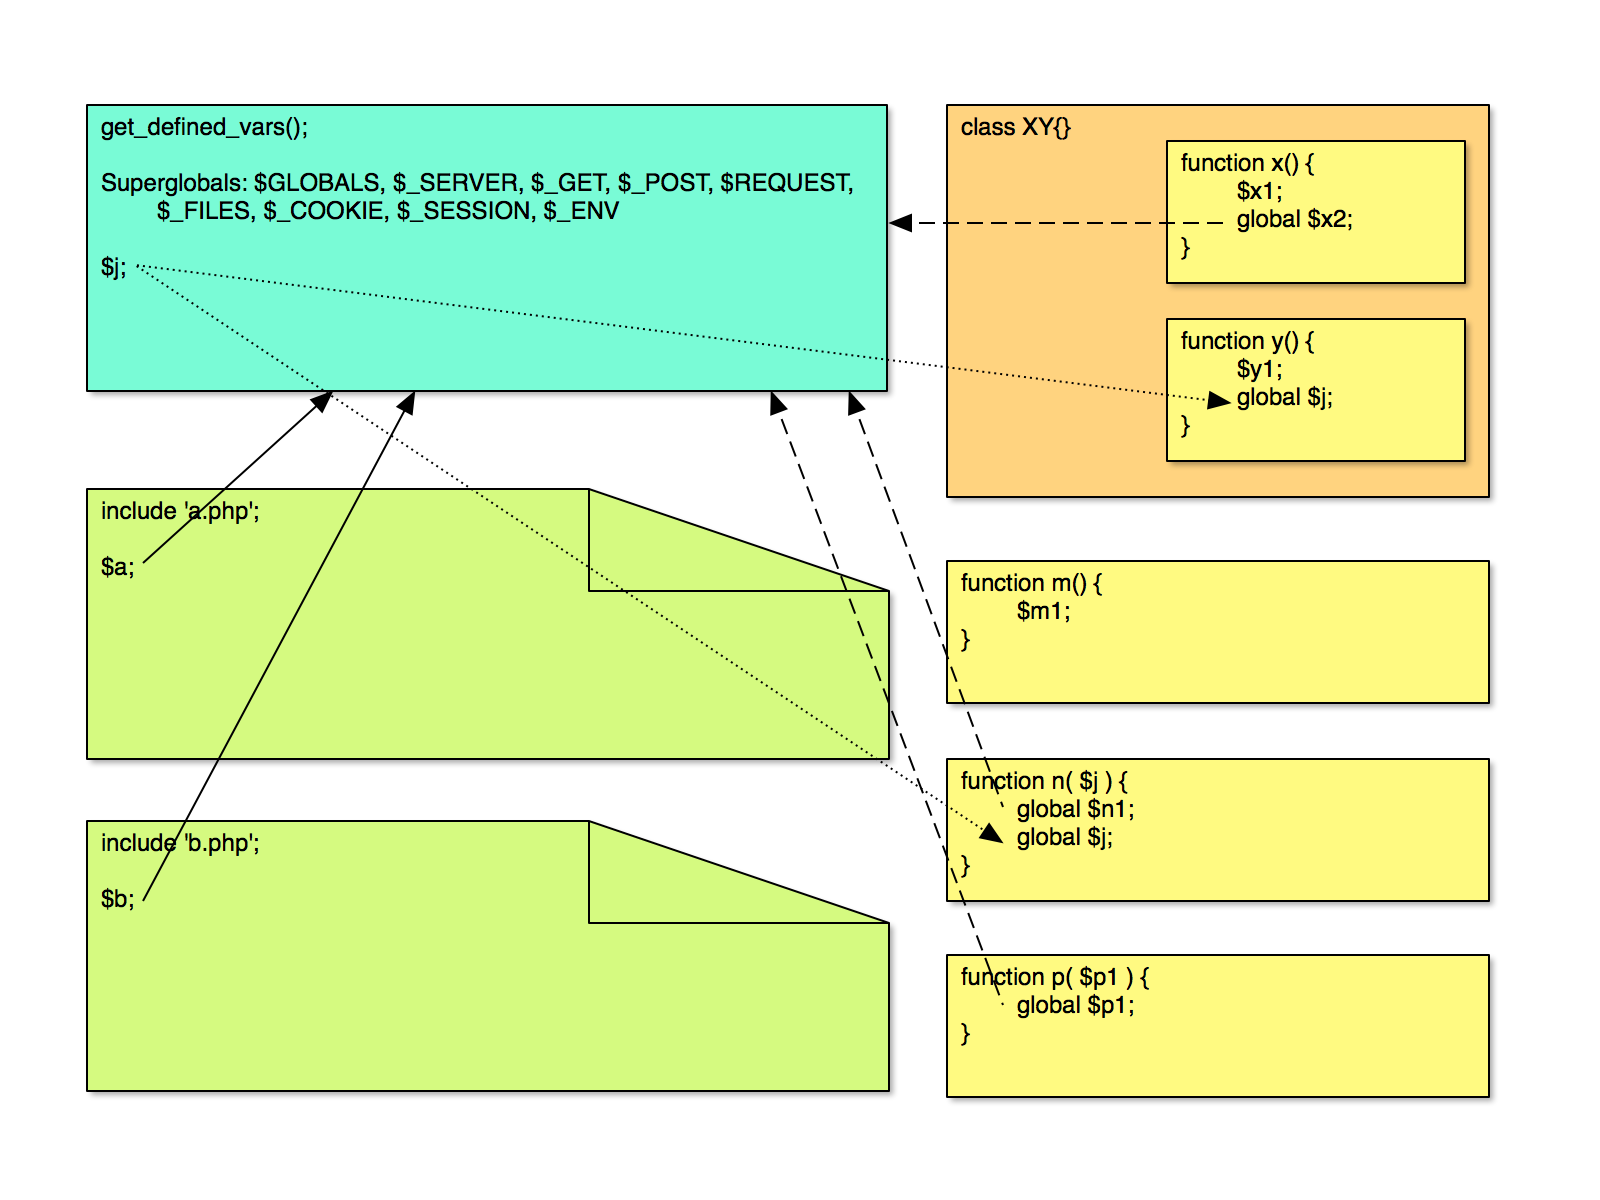 get_defined_vars();
Superglobals: $GLOBALS, $_SERVER, $_GET, $_POST, $REQUEST,
$_FILES, $_COOKIE, $_SESSION, $_ENV
$j;
include 'a.php';
$a;
include 'b.php';
$b;
class XY{}
function x() {
$x1;
global $x2;
}
function y() {
$y1;
global $j;
}
function m() {
$m1;
}
function n( $j ) {
global $n1;
global $j;
}
function p( $p1 ) {
global $p1;
}